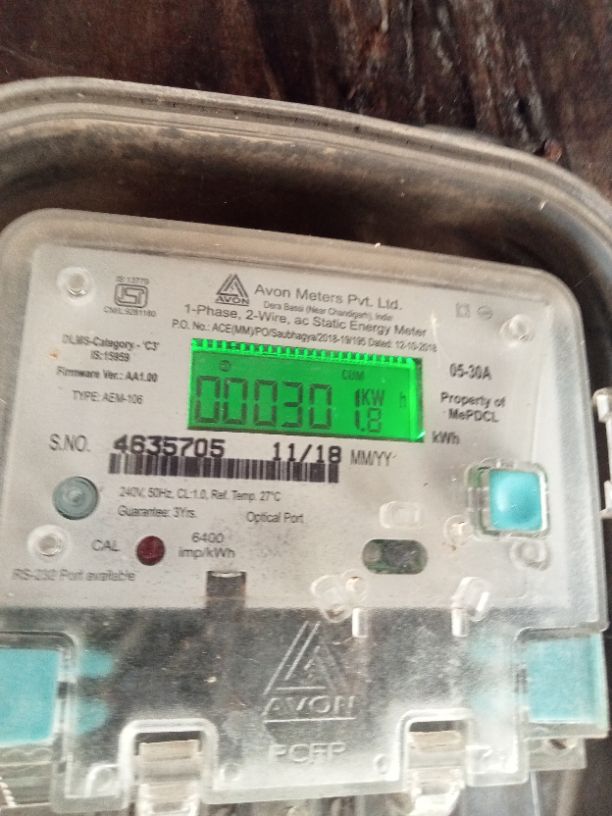 IS:13779
CM/L 9281160
AVON
Avon Meters Pvt. Ltd.
Dera Bassi (Near Chandigarh), India
1-Phase, 2-Wire, ac Static Energy Meter
P.O. No.: ACE(MM)/PO/Saubhagya/2018-19/195 Dated: 12-10-2018
DLMS-Category - 'C3'
IS:15959
Firmware Ver.: AA1.00
TYPE: AEM-106
CUM
000301.8 KW h
05-30A
Property of
MePDCL
kWh
S.NO. 4635705 11/18 MM/YY
240V, 50Hz, CL:1.0, Ref. Temp. 27°C
Guarantee: 3Yrs. Optical Port
CAL 6400
imp/kWh
RS-232 Port available
AVON